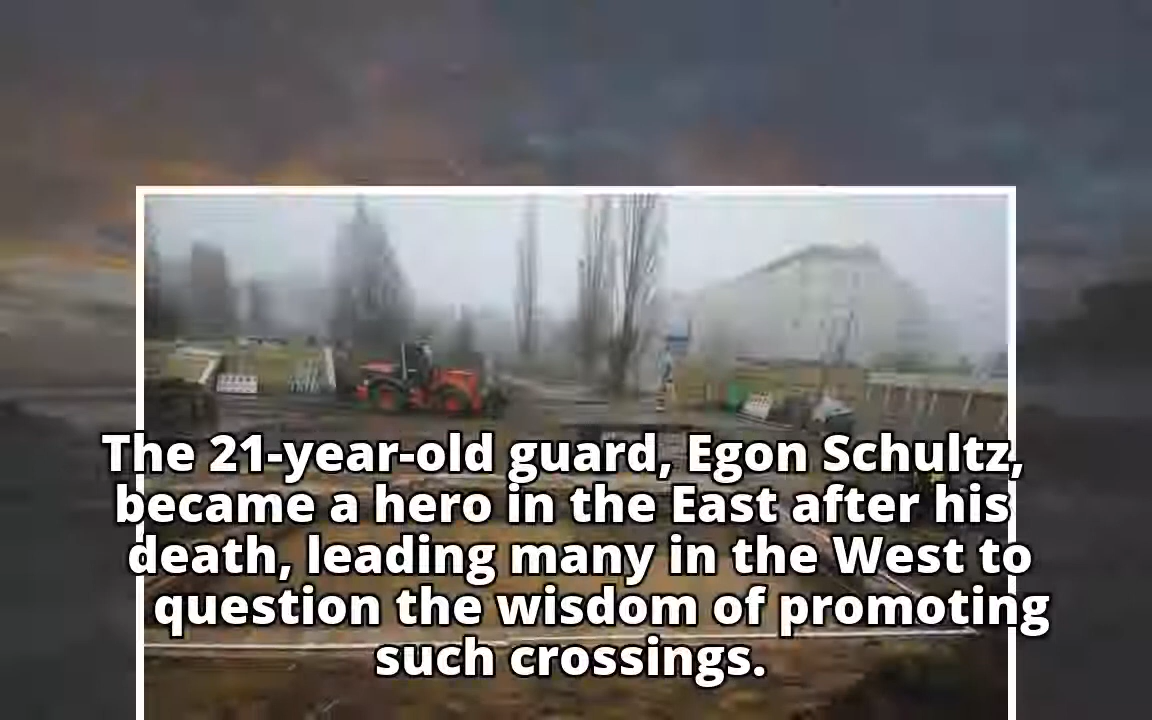 The 21-year-old guard, Egon Schultz,
became a hero in the East after his
death, leading many in the West to
question the wisdom of promoting
such crossings.